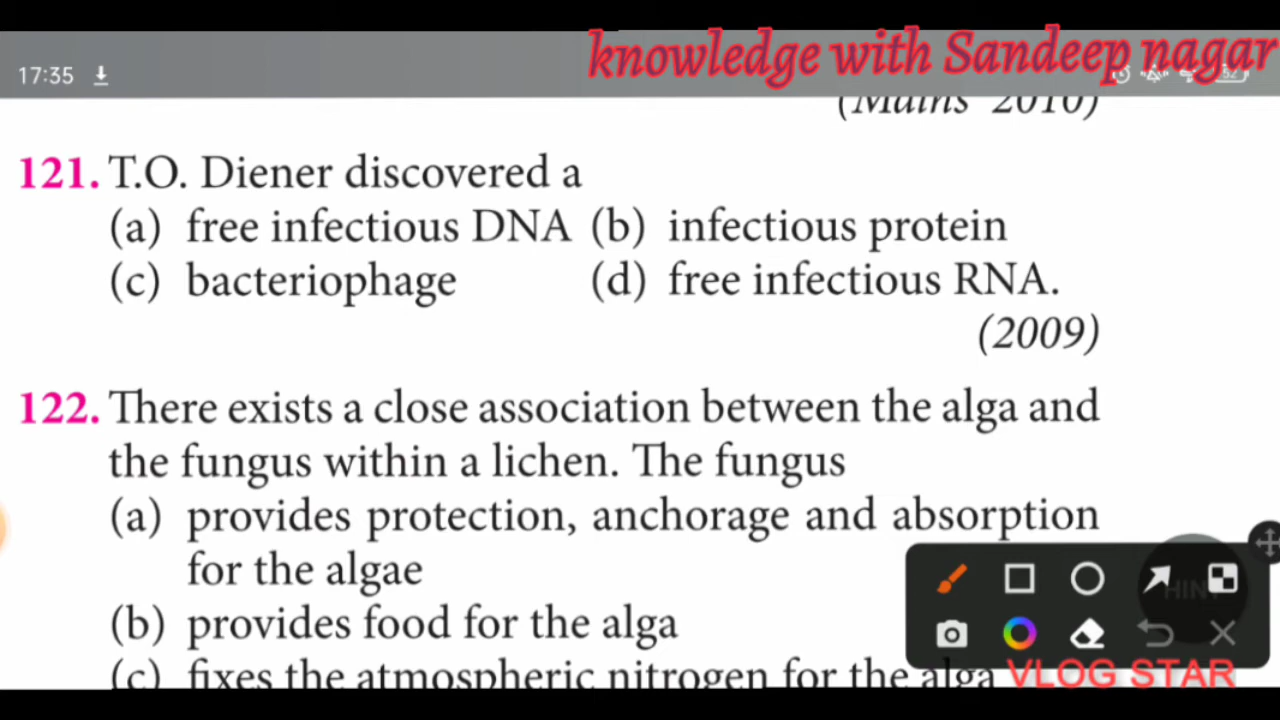 knowledge with Sandeep nagar
17:35
(Mains 2010)
121. T.O. Diener discovered a
(a) free infectious DNA (b) infectious protein
(c) bacteriophage (d) free infectious RNA.
(2009)
122. There exists a close association between the alga and
the fungus within a lichen. The fungus
(a) provides protection, anchorage and absorption
for the algae
(b) provides food for the alga
(c) fixes the atmospheric nitrogen for the alga
VLOG STAR